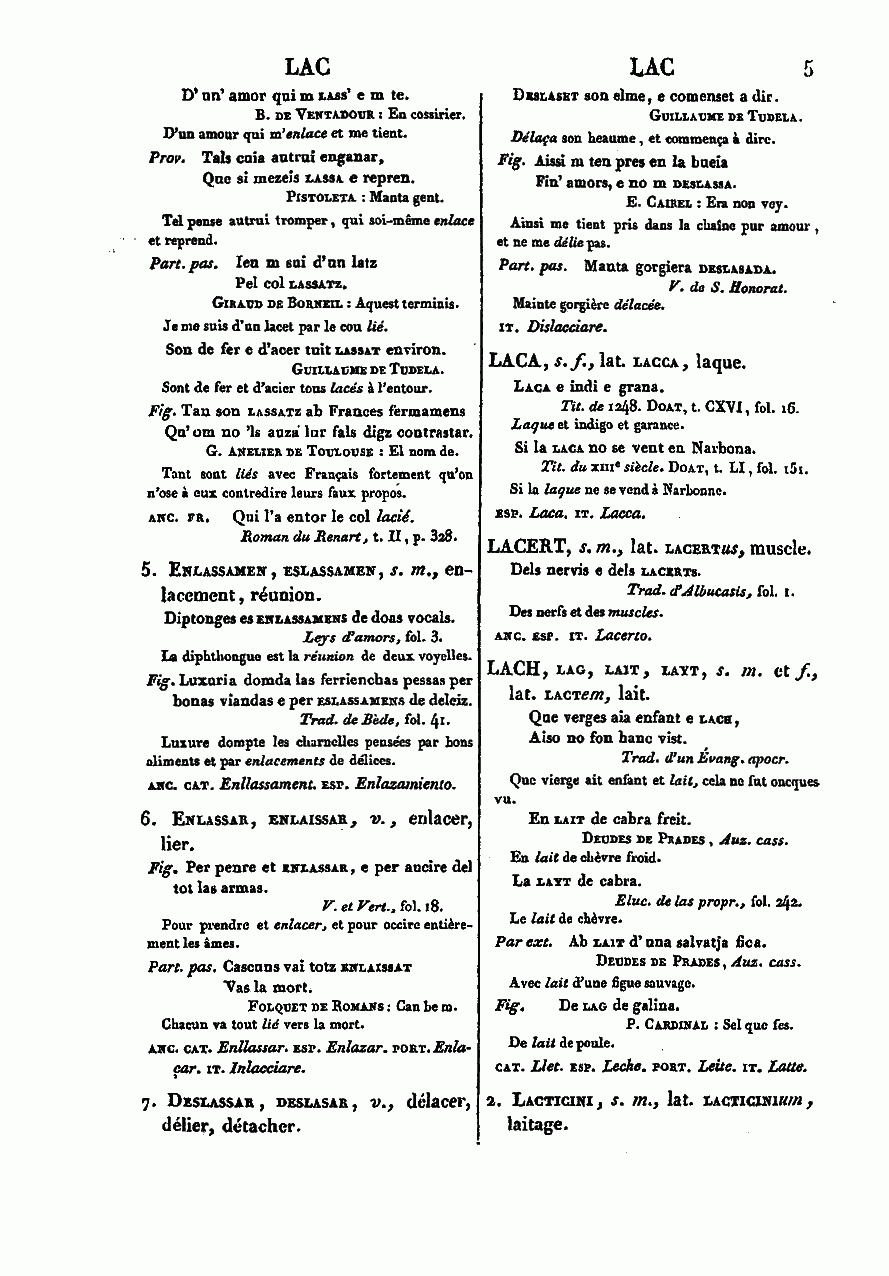 LAC
LAC 5
D'un' amor qui m LASS' e m te.
B. DE VENTADOUR : En cossirier.
D'un amour qui m'enlace et me tient.
Prov. Tals cuia autrui enganar,
Que si mezeis LASSA e repren.
PISTOLETA : Manta gent.
Tel pense autrui tromper, qui soi-même enlace
et reprend.
Part. pas. Ieu m sui d'un latz
Pel col LASSATZ.
GIRAUD DE BORNEIL : Aquest terminis.
Je me suis d'un lacet par le cou lié.
Son de fer e d'acer tuit LASSAT environ.
GUILLAUME DE TUDELA.
Sont de fer et d'acier tous lacés à l'entour.
Fig. Tan son LASSATZ ab Frances fermamens
Qu'om no 'ls auza lur fals digz contrastar.
G. ANELIER DE TOULOUSE : El nom de.
Tant sont liés avec Français fortement qu'on
n'ose à eux contredire leurs faux propos.
ANC. FR. Qui l'a entor le col lacié.
Roman du Renart, t. II, p. 328.
5. ENLASSAMEN, ESLASSAMEN, s. m., en-
lacement, réunion.
Diptonges es ENLASSAMENS de doas vocals.
Leys d'amors, fol. 3.
La diphthongue est la réunion de deux voyelles.
Fig. Luxuria domda las ferrienchas pessas per
bonas viandas e per ESLASSAMENS de deleiz.
Trad. de Bède, fol. 41.
Luxure dompte les charnelles pensées par bons
aliments et par enlacements de délices.
ANC. CAT. Enllassament. ESP. Enlazamiento.
6. ENLASSAR, ENLAISSAR, v., enlacer,
lier.
Fig. Per penre et ENLASSAR, e per aucire del
tot las armas.
V. et Vert., fol. 18.
Pour prendre et enlacer, et pour occire entière-
ment les âmes.
Part. pas. Cascuns vai totz ENLAISSAT
Vas la mort.
FOLQUET DE ROMANS : Can be m.
Chacun va tout lié vers la mort.
ANC. CAT. Enllassar. ESP. Enlazar. PORT. Enla-
çar. IT. Inlacciare.
7. DESLASSAR, DESLASAR, v., délacer,
délier, détacher.
DESLASET son elme, e comenset a dir.
GUILLAUME DE TUDELA.
Délaça son heaume, et commença à dire.
Fig. Aissi m ten pres en la bueia
Fin' amors, e no m DESLASSA.
E. CAIREL : Era non vey.
Ainsi me tient pris dans la chaîne pur amour,
et ne me délie pas.
Part. pas. Manta gorgiera DESLASADA.
V. de S. Honorat.
Mainte gorgière délacée.
IT. Dislacciare.
LACA, s. f., lat. LACCA, laque.
LACA e indi e grana.
Tit. de 1248. DOAT, t. CXVI, fol. 16.
Laque et indigo et garance.
Si la LACA no se vent en Narbona.
Tit. du XIIIe siècle. DOAT, t. LI, fol. 151.
Si la laque ne se vend à Narbonne.
ESP. Laca. IT. Lacca.
LACERT, s. m., lat. LACERTus, muscle.
Dels nervis e dels LACERTS.
Trad. d'Albucasis, fol. 1.
Des nerfs et des muscles.
ANC. ESP. IT. Lacerto.
LACH, LAG, LAIT, LAYT, s. m. et f.,
lat. LACTem, lait.
Que verges aia enfant e LACH,
Aiso no fon hanc vist.
Trad. d'un Évang. apocr.
Que vierge ait enfant et lait, cela ne fut oncques
vu.
En LAIT de cabra freit.
DEUDES DE PRADES, Auz. cass.
En lait de chèvre froid.
La LAYT de cabra.
Eluc. de las propr., fol. 242.
Le lait de chèvre.
Par ext. Ab LAIT d'una salvatja fica.
DEUDES DE PRADES, Auz. cass.
Avec lait d'une figue sauvage.
Fig. De LAG de galina.
P. CARDINAL : Sel que fes.
De lait de poule.
CAT. Llet. ESP. Leche. PORT. Leite. IT. Latte.
2. LACTICINI, s. m., lat. LACTICINIum,
laitage.